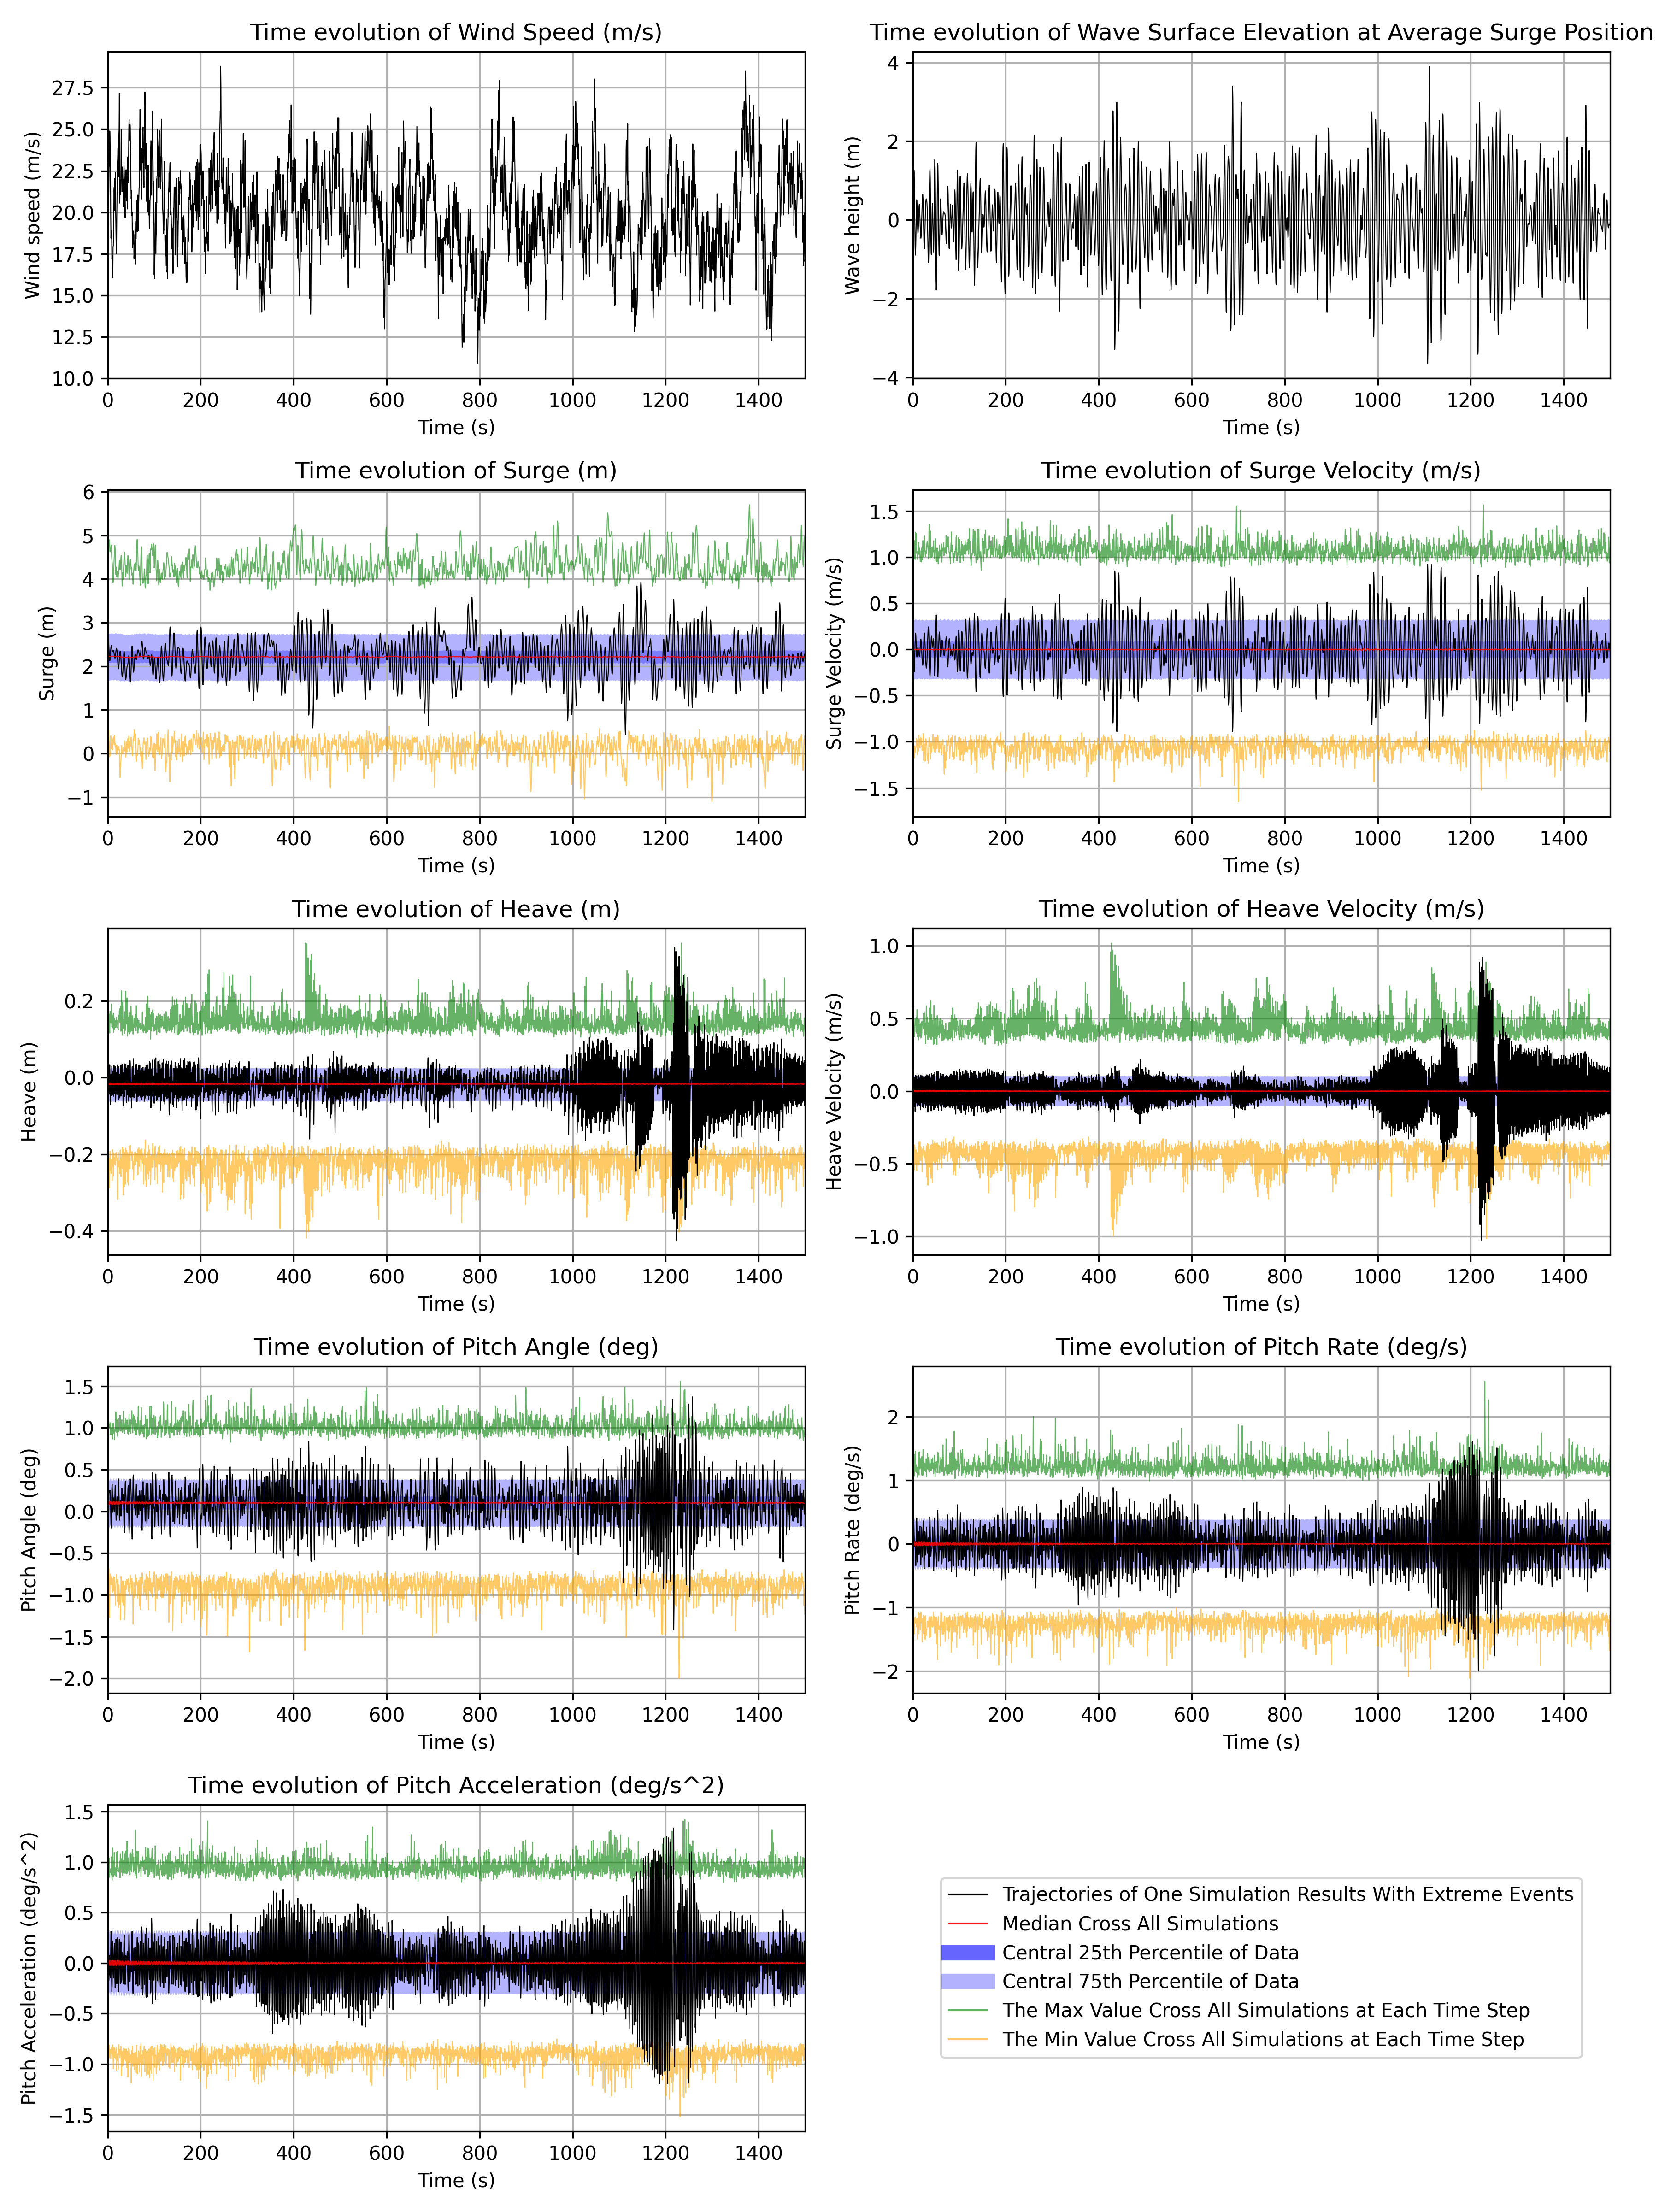 Time evolution of Wind Speed (m/s)
Wind speed (m/s)
27.5
25.0
22.5
20.0
17.5
15.0
12.5
10.0
0 200 400 600 800 1000 1200 1400
Time (s)
Time evolution of Wave Surface Elevation at Average Surge Position
Wave height (m)
4
2
0
−2
−4
0 200 400 600 800 1000 1200 1400
Time (s)
Time evolution of Surge (m)
Surge (m)
6
5
4
3
2
1
0
−1
0 200 400 600 800 1000 1200 1400
Time (s)
Time evolution of Surge Velocity (m/s)
Surge Velocity (m/s)
1.5
1.0
0.5
0.0
−0.5
−1.0
−1.5
0 200 400 600 800 1000 1200 1400
Time (s)
Time evolution of Heave (m)
Heave (m)
0.2
0.0
−0.2
−0.4
0 200 400 600 800 1000 1200 1400
Time (s)
Time evolution of Heave Velocity (m/s)
Heave Velocity (m/s)
1.0
0.5
0.0
−0.5
−1.0
0 200 400 600 800 1000 1200 1400
Time (s)
Time evolution of Pitch Angle (deg)
Pitch Angle (deg)
1.5
1.0
0.5
0.0
−0.5
−1.0
−1.5
−2.0
0 200 400 600 800 1000 1200 1400
Time (s)
Time evolution of Pitch Rate (deg/s)
Pitch Rate (deg/s)
2
1
0
−1
−2
0 200 400 600 800 1000 1200 1400
Time (s)
Time evolution of Pitch Acceleration (deg/s^2)
Pitch Acceleration (deg/s^2)
1.5
1.0
0.5
0.0
−0.5
−1.0
−1.5
0 200 400 600 800 1000 1200 1400
Time (s)
Trajectories of One Simulation Results With Extreme Events
Median Cross All Simulations
Central 25th Percentile of Data
Central 75th Percentile of Data
The Max Value Cross All Simulations at Each Time Step
The Min Value Cross All Simulations at Each Time Step